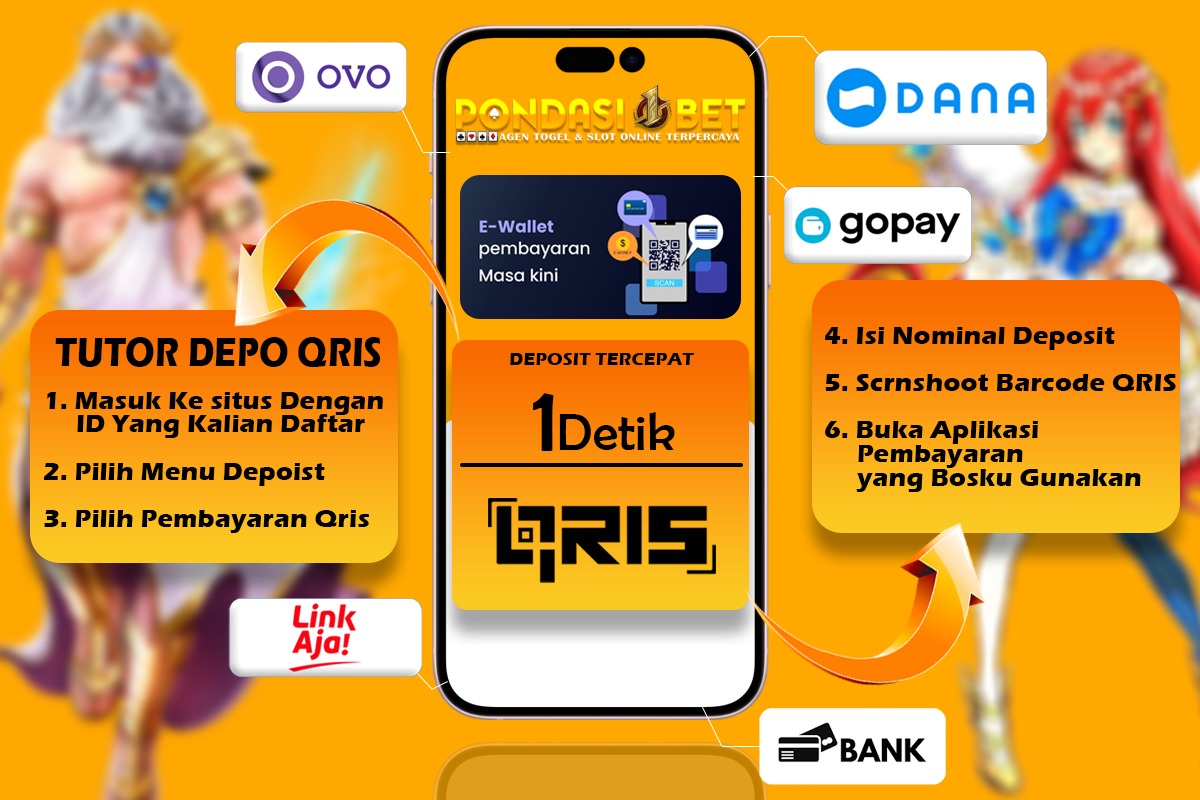 OVO
DANA
PONDASI 1 BET
AGEN TOGEL & SLOT ONLINE TERPERCAYA
gopay
E-Wallet
pembayaran
Masa kini
$
E-MONEY
SCAN
TUTOR DEPO QRIS
1. Masuk Ke situs Dengan
ID Yang Kalian Daftar
2. Pilih Menu Depoist
3. Pilih Pembayaran Qris
DEPOSIT TERCEPAT
1Detik
QRIS
4. Isi Nominal Deposit
5. Scrnshoot Barcode QRIS
6. Buka Aplikasi
Pembayaran
yang Bosku Gunakan
Link
Aja!
BANK